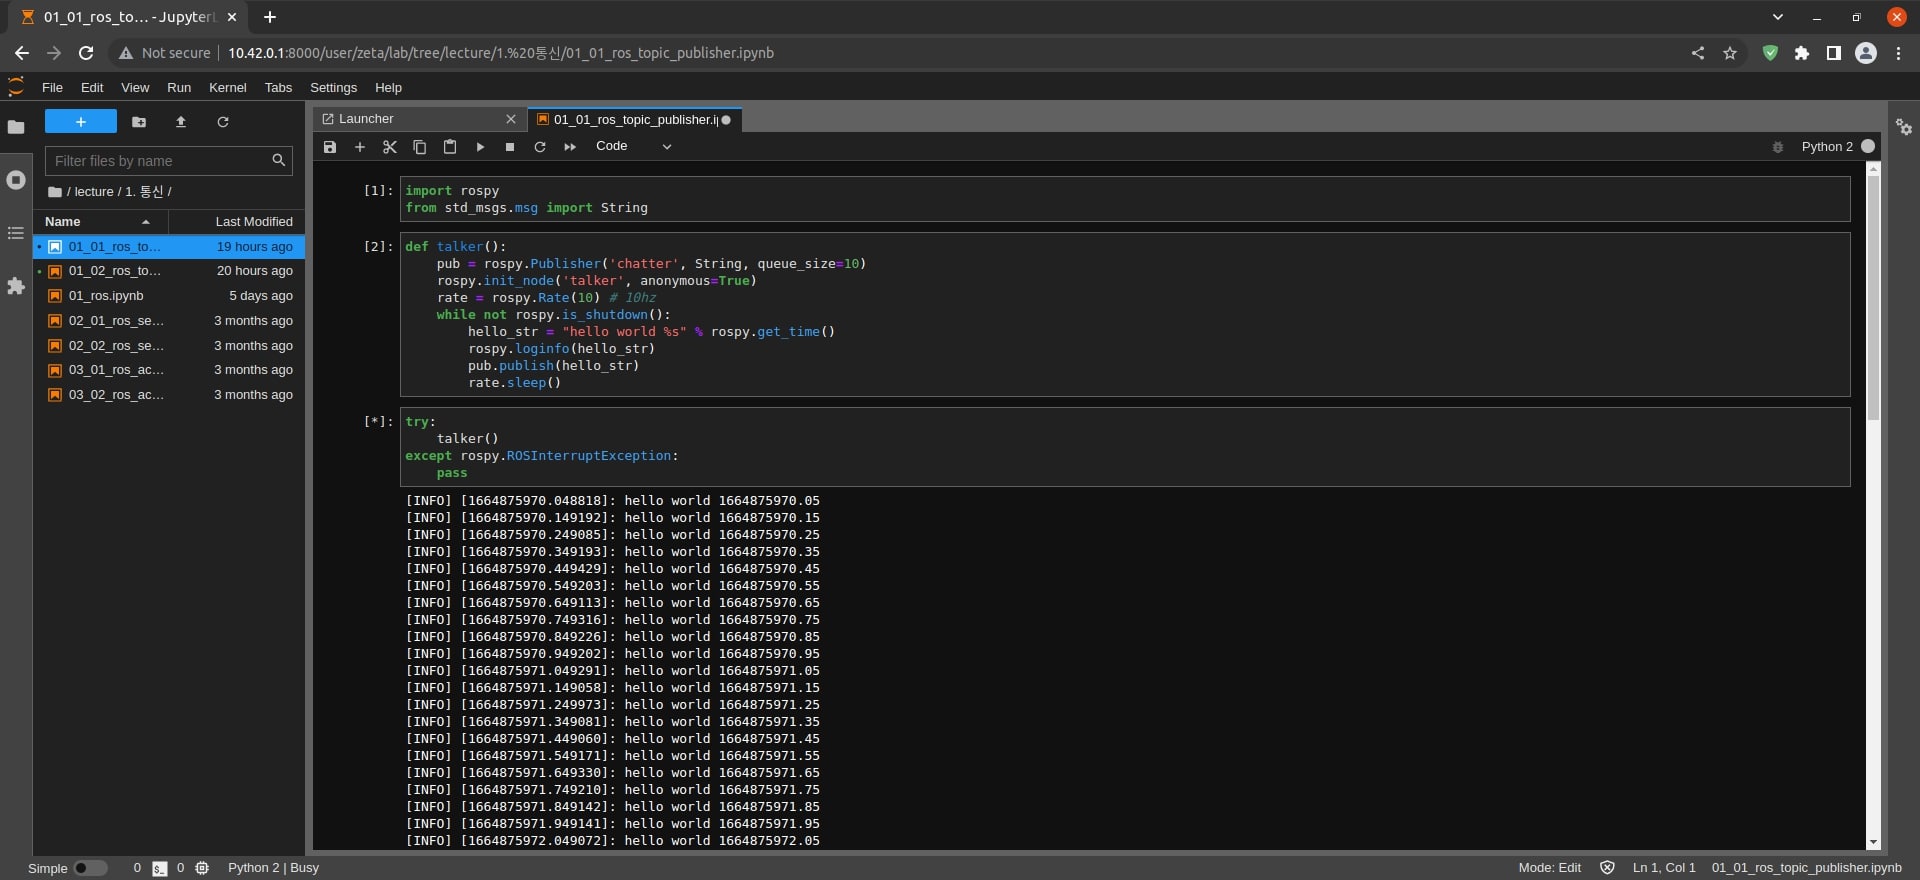 01_01_ros_to… - JupyterL
Not secure | 10.42.0.1:8000/user/zeta/lab/tree/lecture/1.%20통신/01_01_ros_topic_publisher.ipynb
File Edit View Run Kernel Tabs Settings Help
Launcher
01_01_ros_topic_publisher.i
Filter files by name
Code
Python 2
/ lecture / 1. 통신 /
Name Last Modified
01_01_ros_to… 19 hours ago
01_02_ros_to… 20 hours ago
01_ros.ipynb 5 days ago
02_01_ros_se… 3 months ago
02_02_ros_se… 3 months ago
03_01_ros_ac… 3 months ago
03_02_ros_ac… 3 months ago
[1]: import rospy
from std_msgs.msg import String
[2]: def talker():
    pub = rospy.Publisher('chatter', String, queue_size=10)
    rospy.init_node('talker', anonymous=True)
    rate = rospy.Rate(10) # 10hz
    while not rospy.is_shutdown():
        hello_str = "hello world %s" % rospy.get_time()
        rospy.loginfo(hello_str)
        pub.publish(hello_str)
        rate.sleep()
[*]: try:
    talker()
except rospy.ROSInterruptException:
    pass
[INFO] [1664875970.048818]: hello world 1664875970.05
[INFO] [1664875970.149192]: hello world 1664875970.15
[INFO] [1664875970.249085]: hello world 1664875970.25
[INFO] [1664875970.349193]: hello world 1664875970.35
[INFO] [1664875970.449429]: hello world 1664875970.45
[INFO] [1664875970.549203]: hello world 1664875970.55
[INFO] [1664875970.649113]: hello world 1664875970.65
[INFO] [1664875970.749316]: hello world 1664875970.75
[INFO] [1664875970.849226]: hello world 1664875970.85
[INFO] [1664875970.949202]: hello world 1664875970.95
[INFO] [1664875971.049291]: hello world 1664875971.05
[INFO] [1664875971.149058]: hello world 1664875971.15
[INFO] [1664875971.249973]: hello world 1664875971.25
[INFO] [1664875971.349081]: hello world 1664875971.35
[INFO] [1664875971.449060]: hello world 1664875971.45
[INFO] [1664875971.549171]: hello world 1664875971.55
[INFO] [1664875971.649330]: hello world 1664875971.65
[INFO] [1664875971.749210]: hello world 1664875971.75
[INFO] [1664875971.849142]: hello world 1664875971.85
[INFO] [1664875971.949141]: hello world 1664875971.95
[INFO] [1664875972.049072]: hello world 1664875972.05
Simple 0 $_ 0 Python 2 | Busy Mode: Edit Ln 1, Col 1 01_01_ros_topic_publisher.ipynb